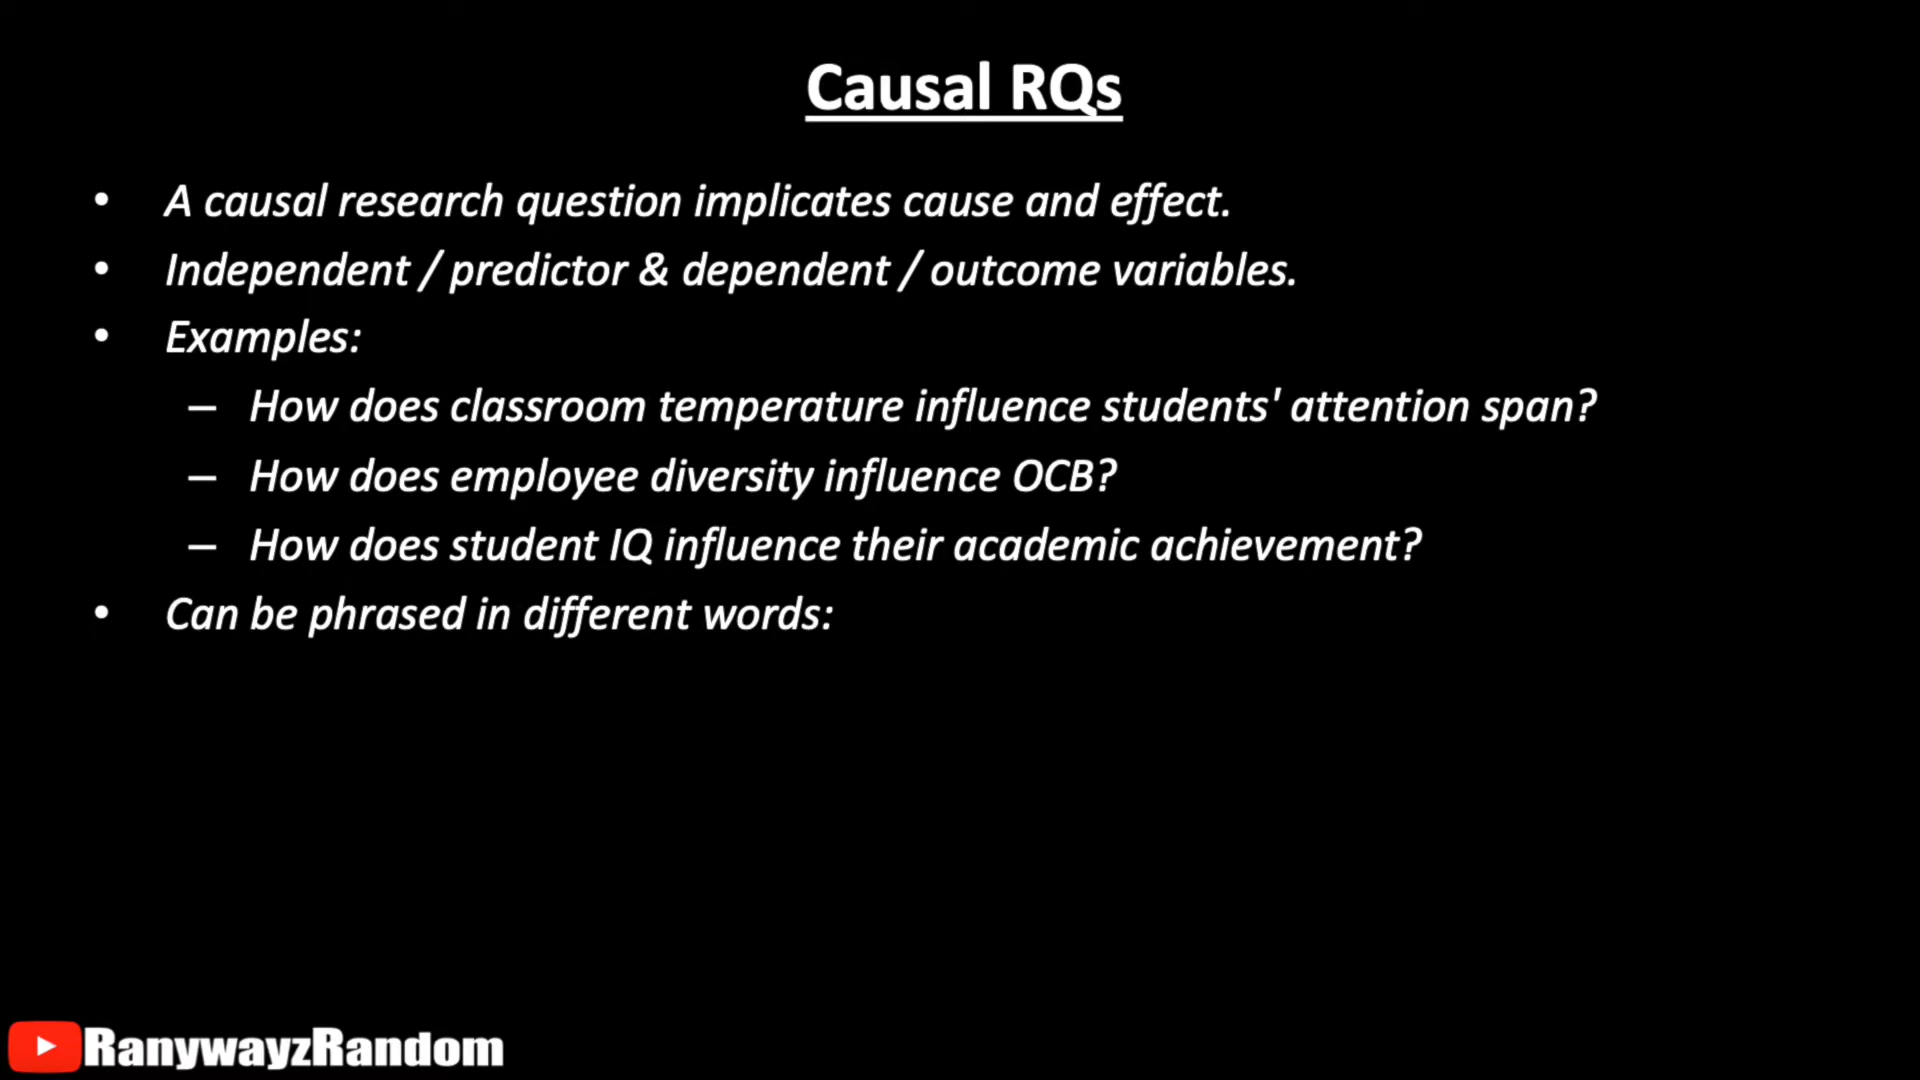 Causal RQs
• A causal research question implicates cause and effect.
• Independent / predictor & dependent / outcome variables.
• Examples:
– How does classroom temperature influence students' attention span?
– How does employee diversity influence OCB?
– How does student IQ influence their academic achievement?
• Can be phrased in different words:
RanywayzRandom